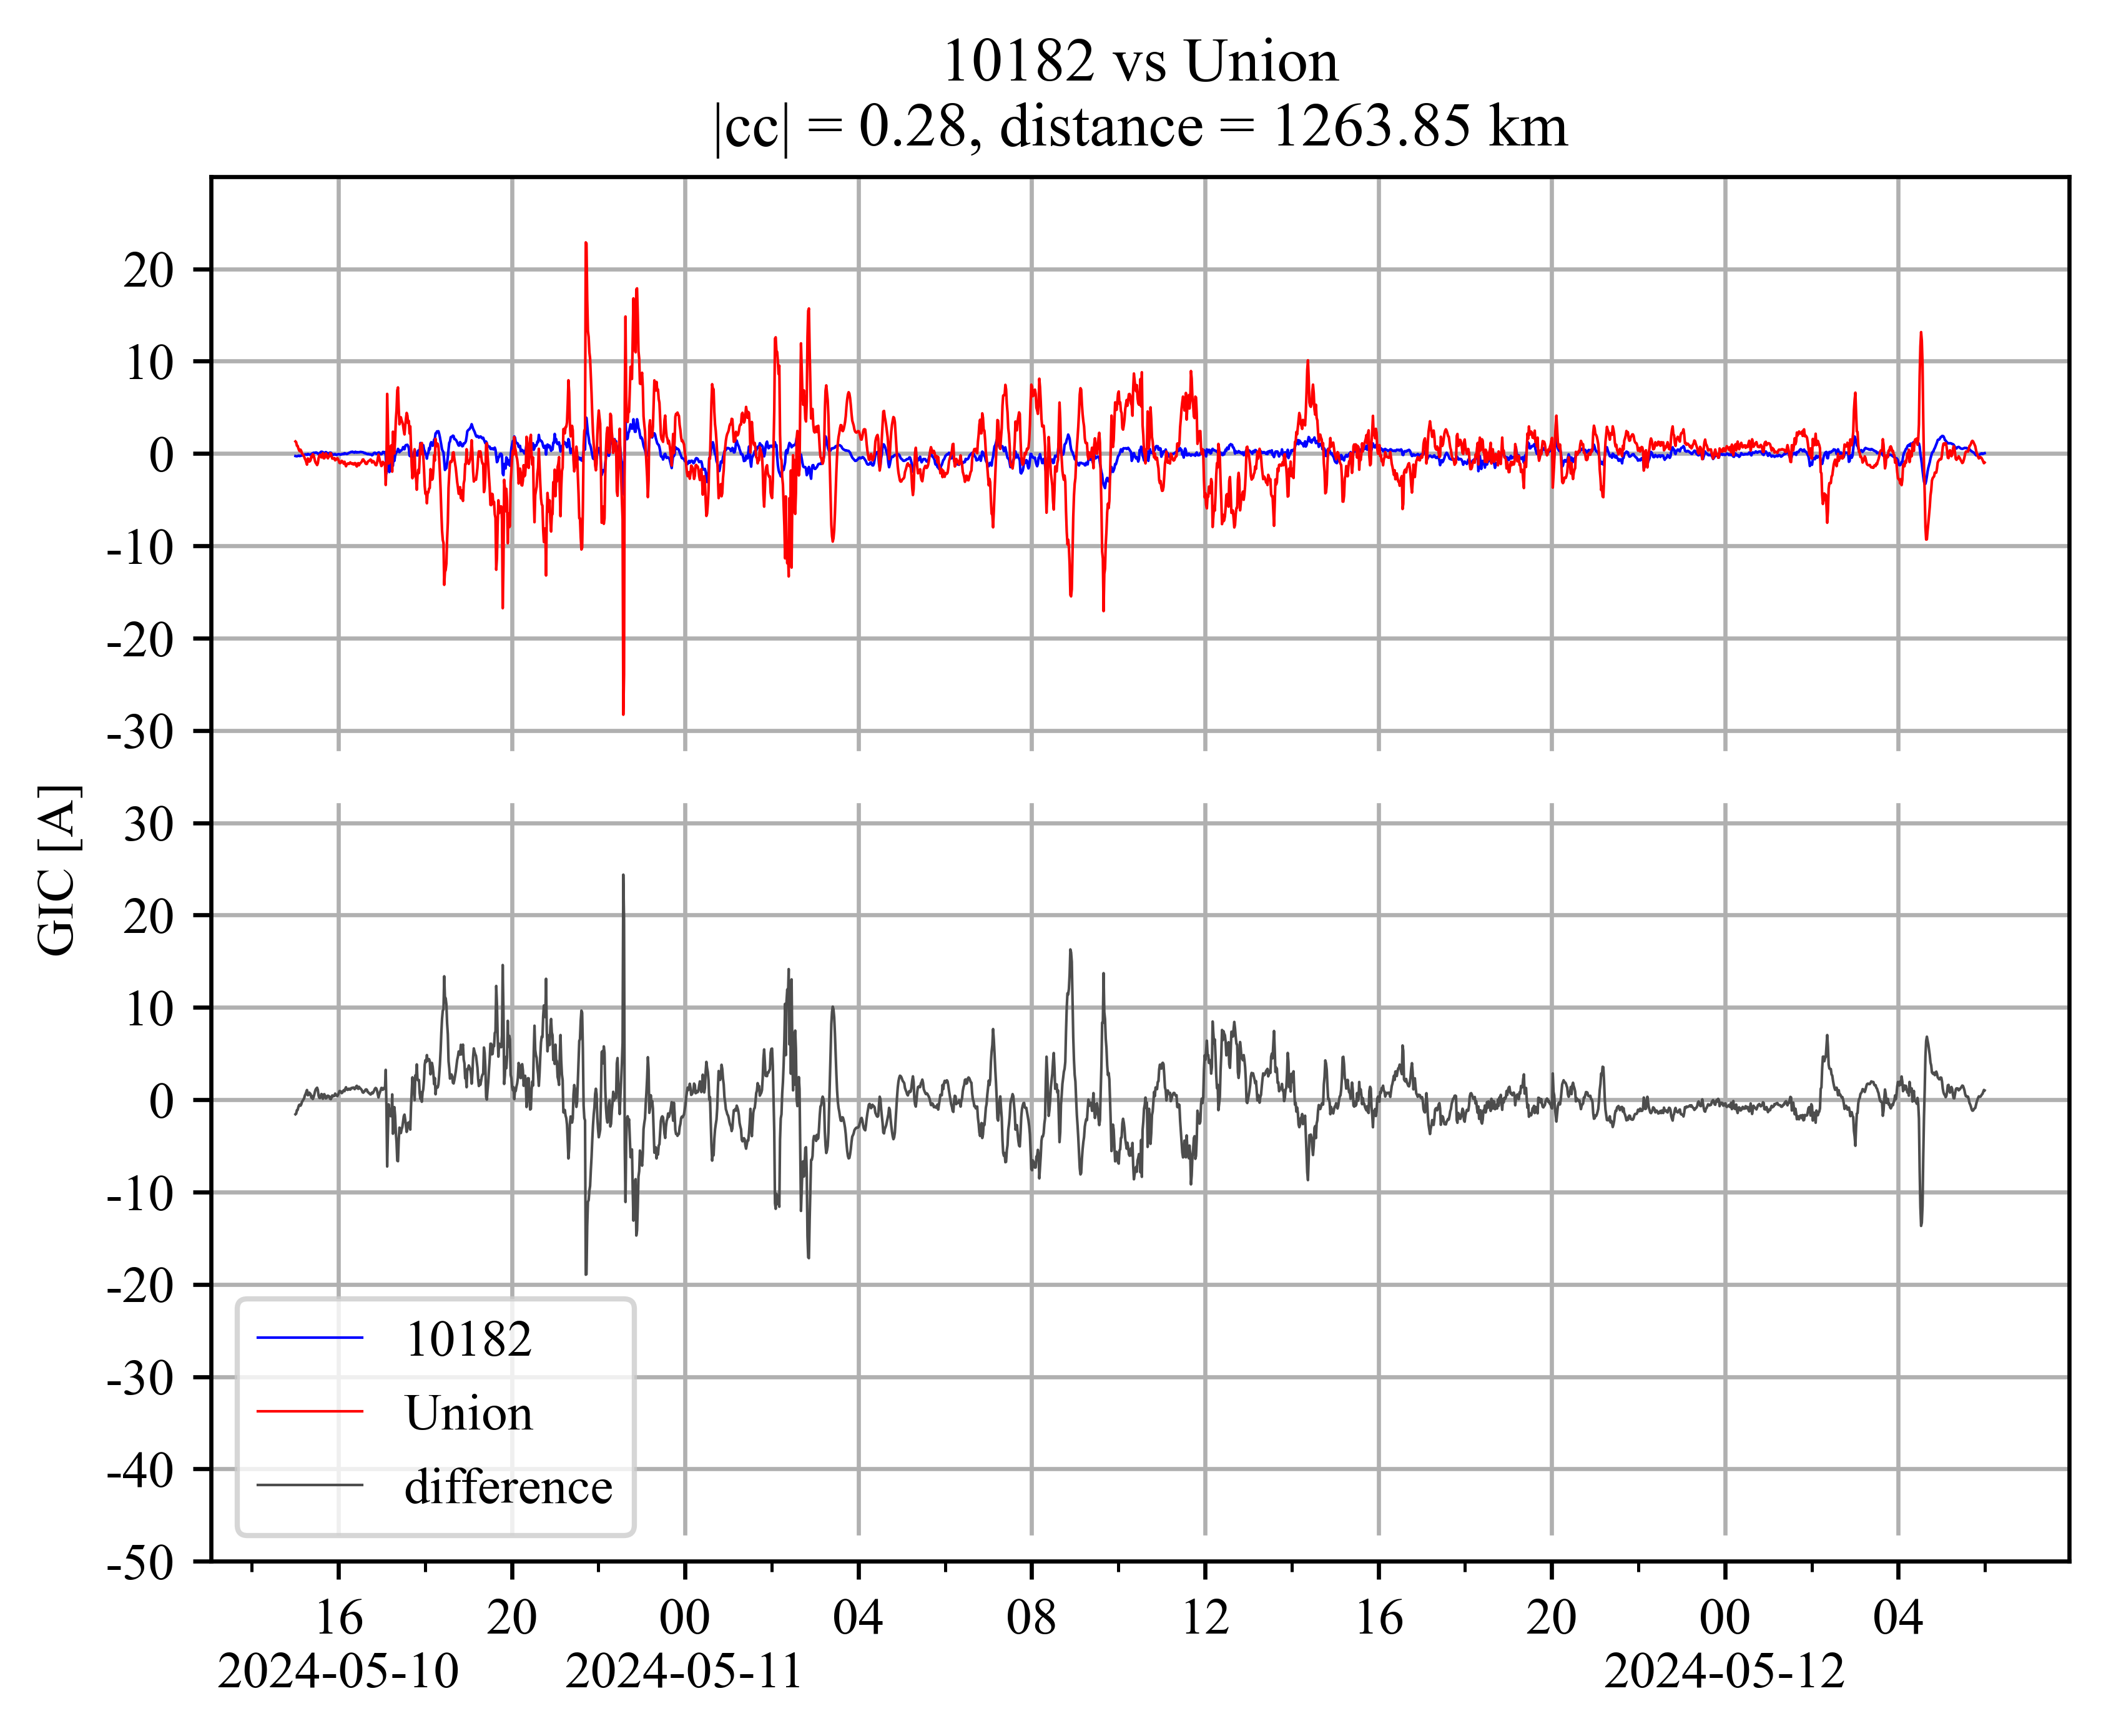 10182 vs Union
|cc| = 0.28, distance = 1263.85 km
GIC [A]
20
10
0
-10
-20
-30
30
20
10
0
-10
-20
-30
-40
-50
10182
Union
difference
16 20 00 04 08 12 16 20 00 04
2024-05-10 2024-05-11 2024-05-12